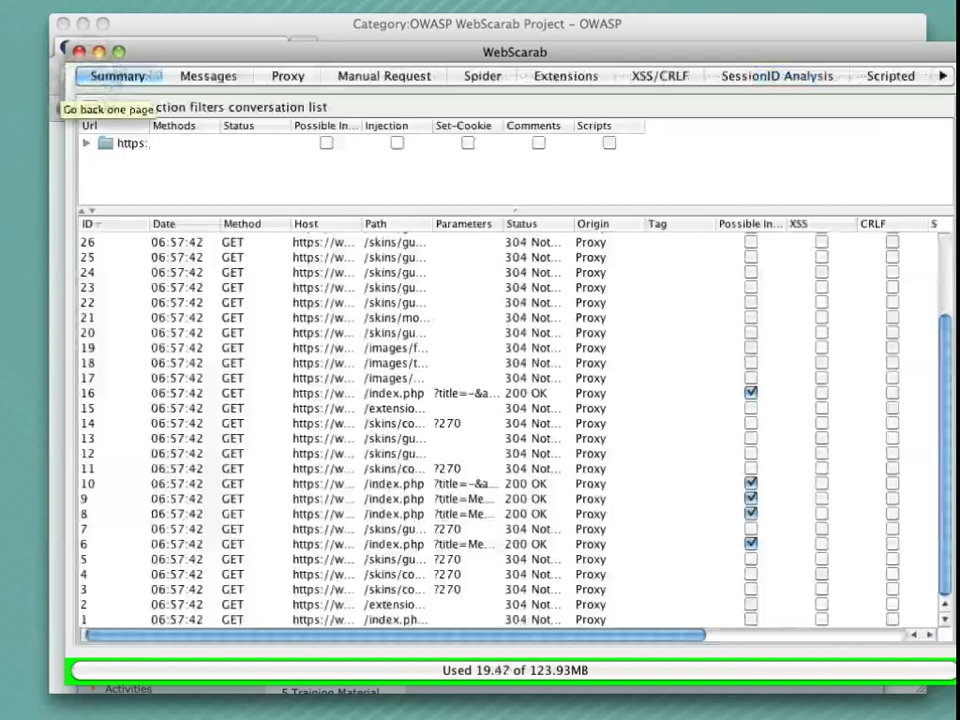 Category:OWASP WebScarab Project – OWASP
WebScarab
Summary Messages Proxy Manual Request Spider Extensions XSS/CRLF SessionID Analysis Scripted
Go back one page ction filters conversation list
Url Methods Status Possible In... Injection Set-Cookie Comments Scripts
https:
ID Date Method Host Path Parameters Status Origin Tag Possible In... XSS CRLF S
26 06:57:42 GET https://w... /skins/gu... 304 Not... Proxy
25 06:57:42 GET https://w... /skins/gu... 304 Not... Proxy
24 06:57:42 GET https://w... /skins/gu... 304 Not... Proxy
23 06:57:42 GET https://w... /skins/gu... 304 Not... Proxy
22 06:57:42 GET https://w... /skins/gu... 304 Not... Proxy
21 06:57:42 GET https://w... /skins/mo... 304 Not... Proxy
20 06:57:42 GET https://w... /skins/gu... 304 Not... Proxy
19 06:57:42 GET https://w... /images/f... 304 Not... Proxy
18 06:57:42 GET https://w... /images/t... 304 Not... Proxy
17 06:57:42 GET https://w... /images/... 304 Not... Proxy
16 06:57:42 GET https://w... /index.php ?title=-&a... 200 OK Proxy
15 06:57:42 GET https://w... /extensio... 304 Not... Proxy
14 06:57:42 GET https://w... /skins/co... ?270 304 Not... Proxy
13 06:57:42 GET https://w... /skins/gu... 304 Not... Proxy
12 06:57:42 GET https://w... /skins/gu... 304 Not... Proxy
11 06:57:42 GET https://w... /skins/co... ?270 304 Not... Proxy
10 06:57:42 GET https://w... /index.php ?title=-&a... 200 OK Proxy
9 06:57:42 GET https://w... /index.php ?title=Me... 200 OK Proxy
8 06:57:42 GET https://w... /index.php ?title=Me... 200 OK Proxy
7 06:57:42 GET https://w... /skins/gu... ?270 304 Not... Proxy
6 06:57:42 GET https://w... /index.php ?title=Me... 200 OK Proxy
5 06:57:42 GET https://w... /skins/gu... ?270 304 Not... Proxy
4 06:57:42 GET https://w... /skins/co... ?270 304 Not... Proxy
3 06:57:42 GET https://w... /skins/co... ?270 304 Not... Proxy
2 06:57:42 GET https://w... /extensio... 304 Not... Proxy
1 06:57:42 GET https://w... /index.ph... 304 Not... Proxy
Used 19.47 of 123.93MB
Activities 5 Training Material